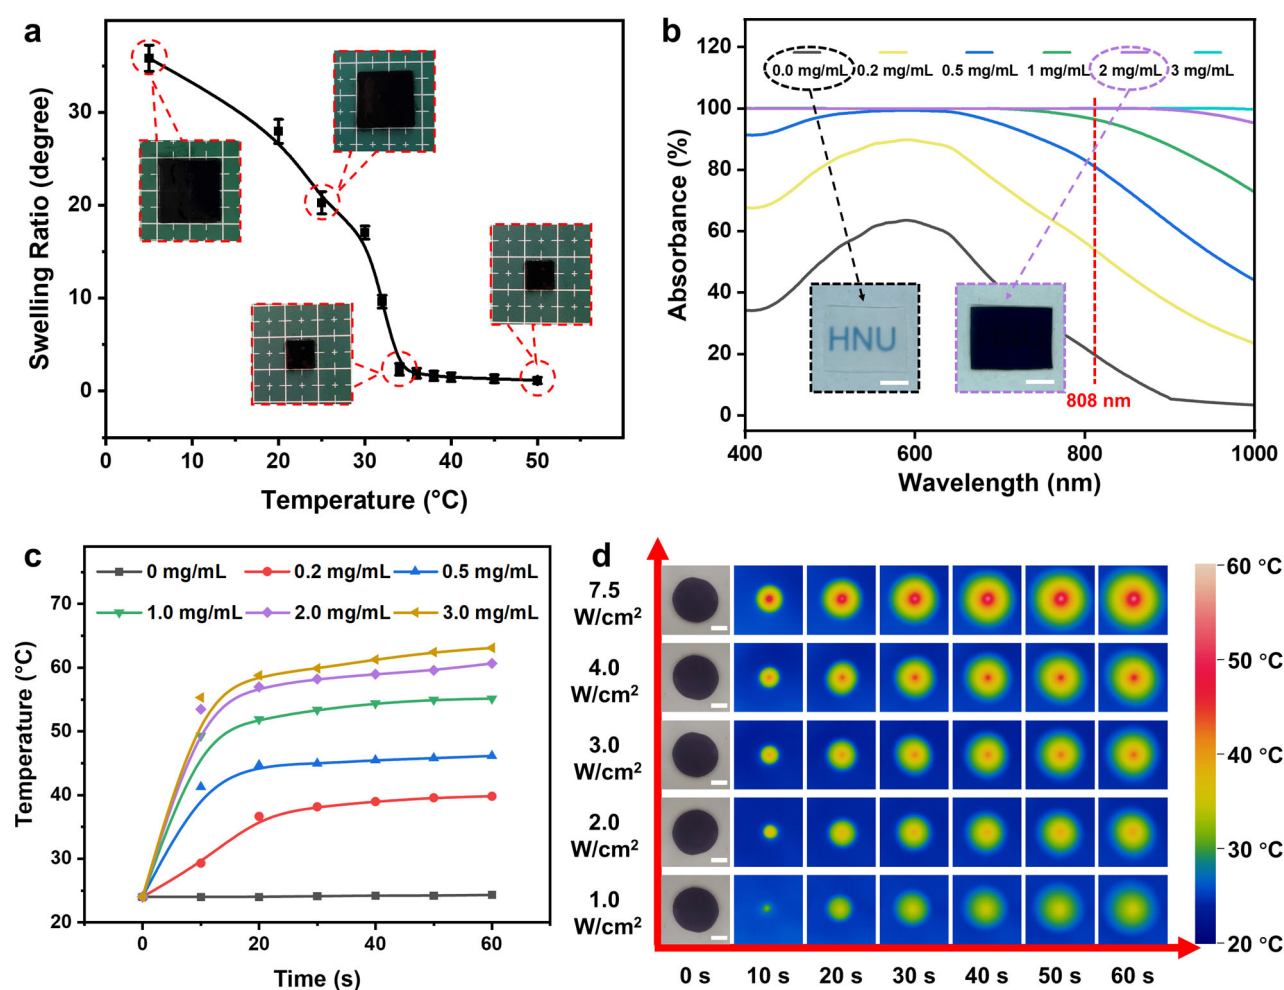 a
Swelling Ratio (degree)
30
20
10
0
0 10 20 30 40 50
Temperature (°C)
b
Absorbance (%)
120
100
80
60
40
20
0
0.0 mg/mL 0.2 mg/mL 0.5 mg/mL 1 mg/mL 2 mg/mL 3 mg/mL
HNU
808 nm
400 600 800 1000
Wavelength (nm)
c
Temperature (°C)
70
60
50
40
30
20
0 mg/mL 0.2 mg/mL 0.5 mg/mL
1.0 mg/mL 2.0 mg/mL 3.0 mg/mL
0 20 40 60
Time (s)
d
7.5
W/cm²
4.0
W/cm²
3.0
W/cm²
2.0
W/cm²
1.0
W/cm²
0 s 10 s 20 s 30 s 40 s 50 s 60 s
60 °C
50 °C
40 °C
30 °C
20 °C